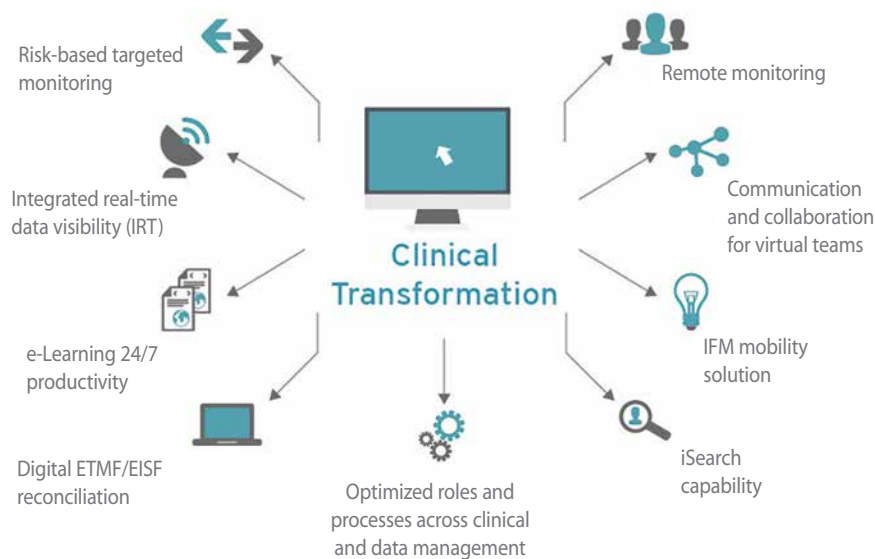 Risk-based targeted
monitoring
Remote monitoring
Integrated real-time
data visibility (IRT)
Communication
and collaboration
for virtual teams
Clinical
Transformation
e-Learning 24/7
productivity
IFM mobility
solution
Digital ETMF/EISF
reconciliation
Optimized roles and
processes across clinical
and data management
iSearch
capability